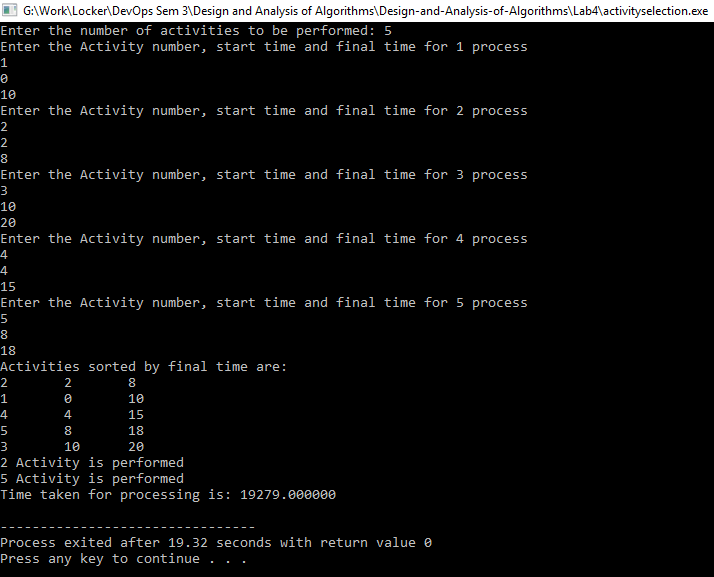 G:\Work\Locker\DevOps Sem 3\Design and Analysis of Algorithms\Design-and-Analysis-of-Algorithms\Lab4\activityselection.exe
Enter the number of activities to be performed: 5
Enter the Activity number, start time and final time for 1 process
1
0
10
Enter the Activity number, start time and final time for 2 process
2
2
8
Enter the Activity number, start time and final time for 3 process
3
10
20
Enter the Activity number, start time and final time for 4 process
4
4
15
Enter the Activity number, start time and final time for 5 process
5
8
18
Activities sorted by final time are:
2       2       8
1       0       10
4       4       15
5       8       18
3       10      20
2 Activity is performed
5 Activity is performed
Time taken for processing is: 19279.000000
--------------------------------
Process exited after 19.32 seconds with return value 0
Press any key to continue . . .